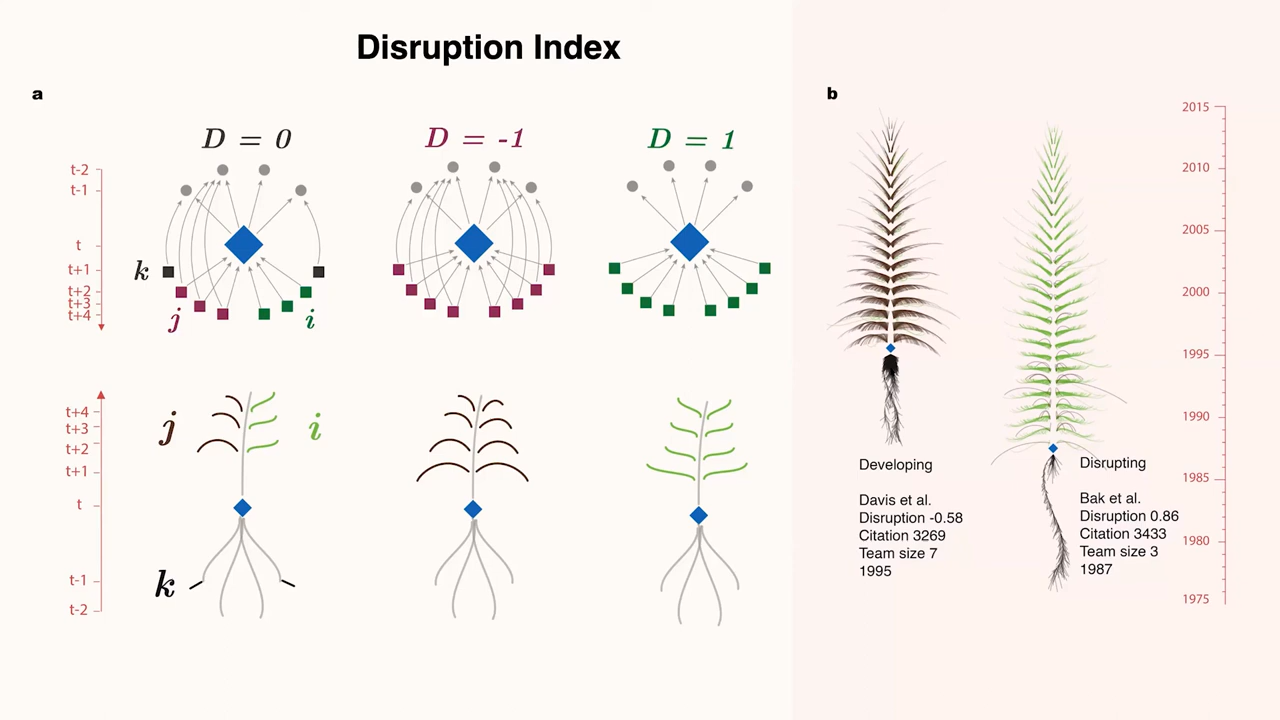 Disruption Index
a
D = 0
D = -1
D = 1
t-2
t-1
t
t+1
t+2
t+3
t+4
k
j
i
t+4
t+3
t+2
t+1
t
t-1
t-2
j
i
k
b
2015
2010
2005
2000
1995
1990
1985
1980
1975
Developing
Davis et al.
Disruption -0.58
Citation 3269
Team size 7
1995
Disrupting
Bak et al.
Disruption 0.86
Citation 3433
Team size 3
1987